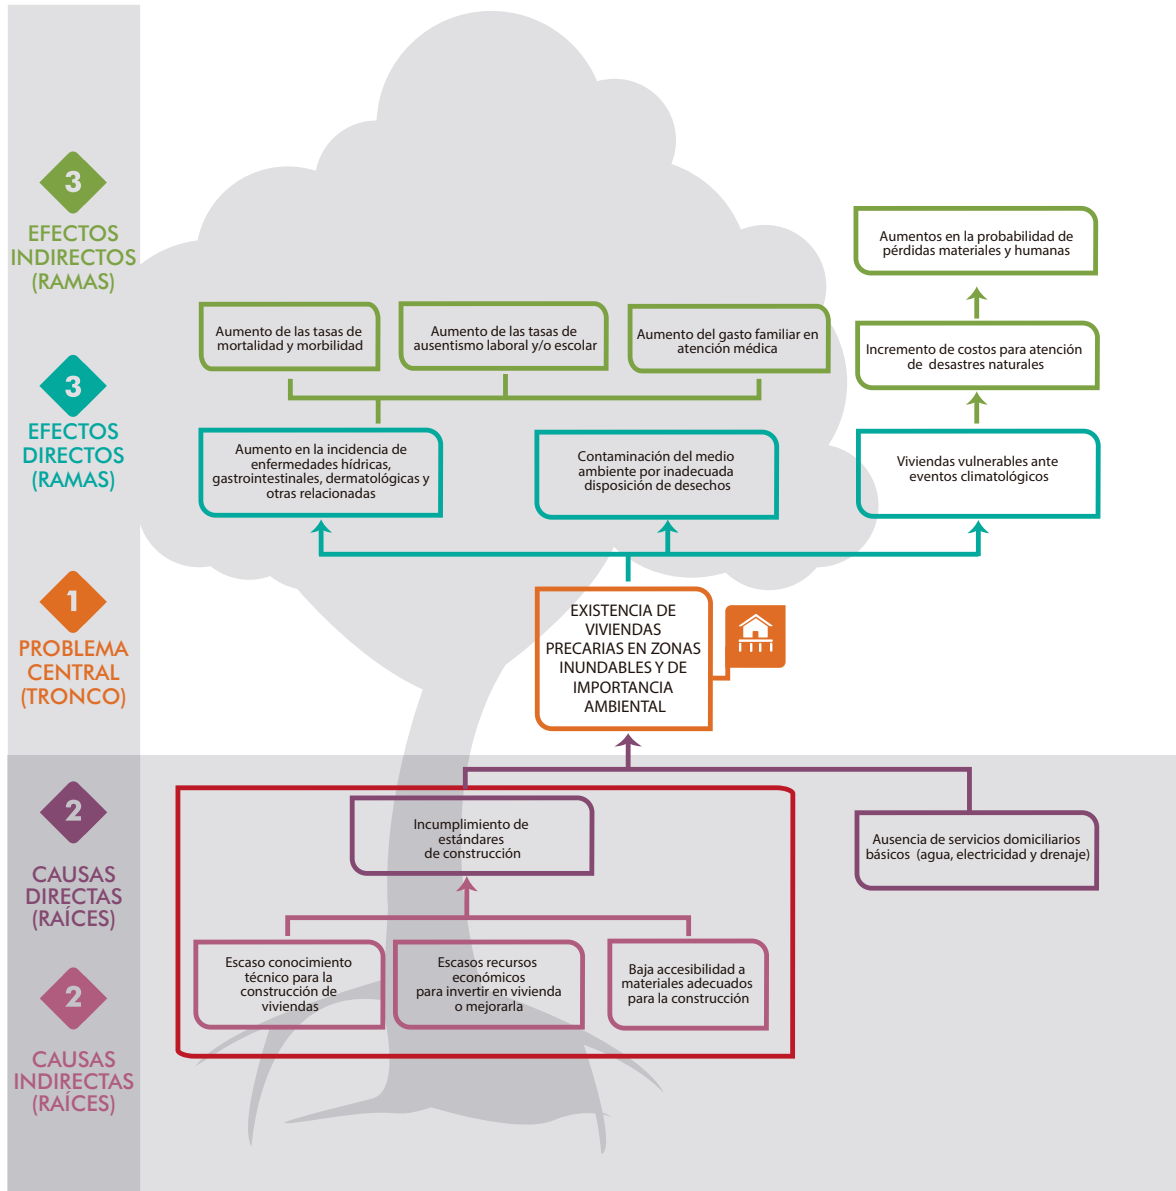 3
EFECTOS
INDIRECTOS
(RAMAS)
Aumentos en la probabilidad de
pérdidas materiales y humanas
Aumento de las tasas de
mortalidad y morbilidad
Aumento de las tasas de
ausentismo laboral y/o escolar
Aumento del gasto familiar en
atención médica
Incremento de costos para atención
de desastres naturales
3
EFECTOS
DIRECTOS
(RAMAS)
Aumento en la incidencia de
enfermedades hídricas,
gastrointestinales, dermatológicas y
otras relacionadas
Contaminación del medio
ambiente por inadecuada
disposición de desechos
Viviendas vulnerables ante
eventos climatológicos
1
PROBLEMA
CENTRAL
(TRONCO)
EXISTENCIA DE
VIVIENDAS
PRECARIAS EN ZONAS
INUNDABLES Y DE
IMPORTANCIA
AMBIENTAL
2
CAUSAS
DIRECTAS
(RAÍCES)
Incumplimiento de
estándares
de construcción
Ausencia de servicios domiciliarios
básicos (agua, electricidad y drenaje)
2
CAUSAS
INDIRECTAS
(RAÍCES)
Escaso conocimiento
técnico para la
construcción de
viviendas
Escasos recursos
económicos
para invertir en vivienda
o mejorarla
Baja accesibilidad a
materiales adecuados
para la construcción